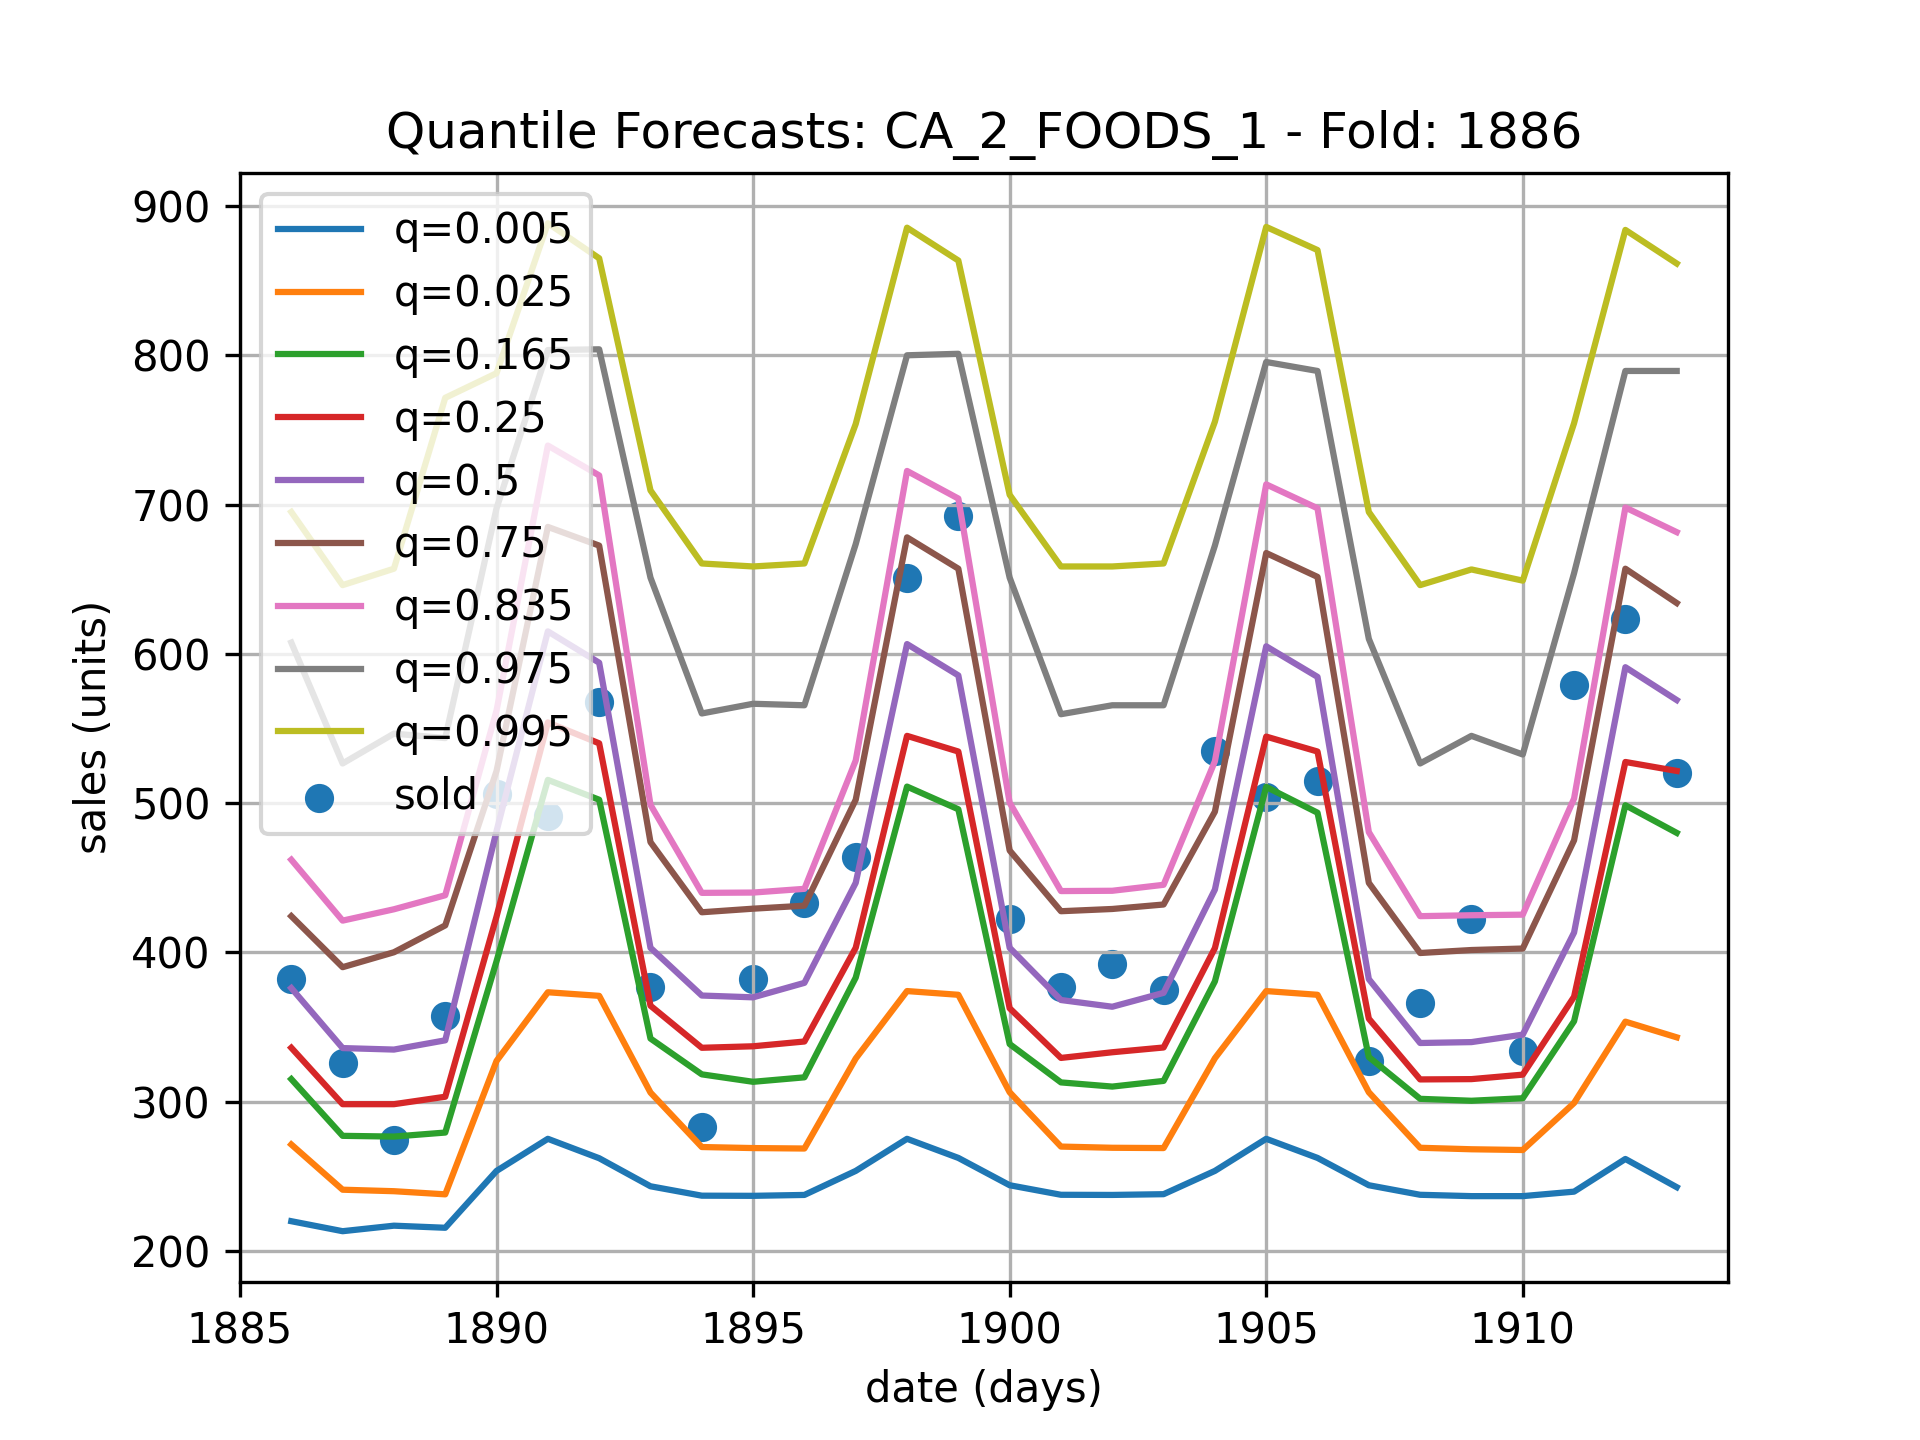 Quantile Forecasts: CA_2_FOODS_1 - Fold: 1886
900
800
700
600
500
400
300
200
sales (units)
q=0.005
q=0.025
q=0.165
q=0.25
q=0.5
q=0.75
q=0.835
q=0.975
q=0.995
sold
1885 1890 1895 1900 1905 1910
date (days)